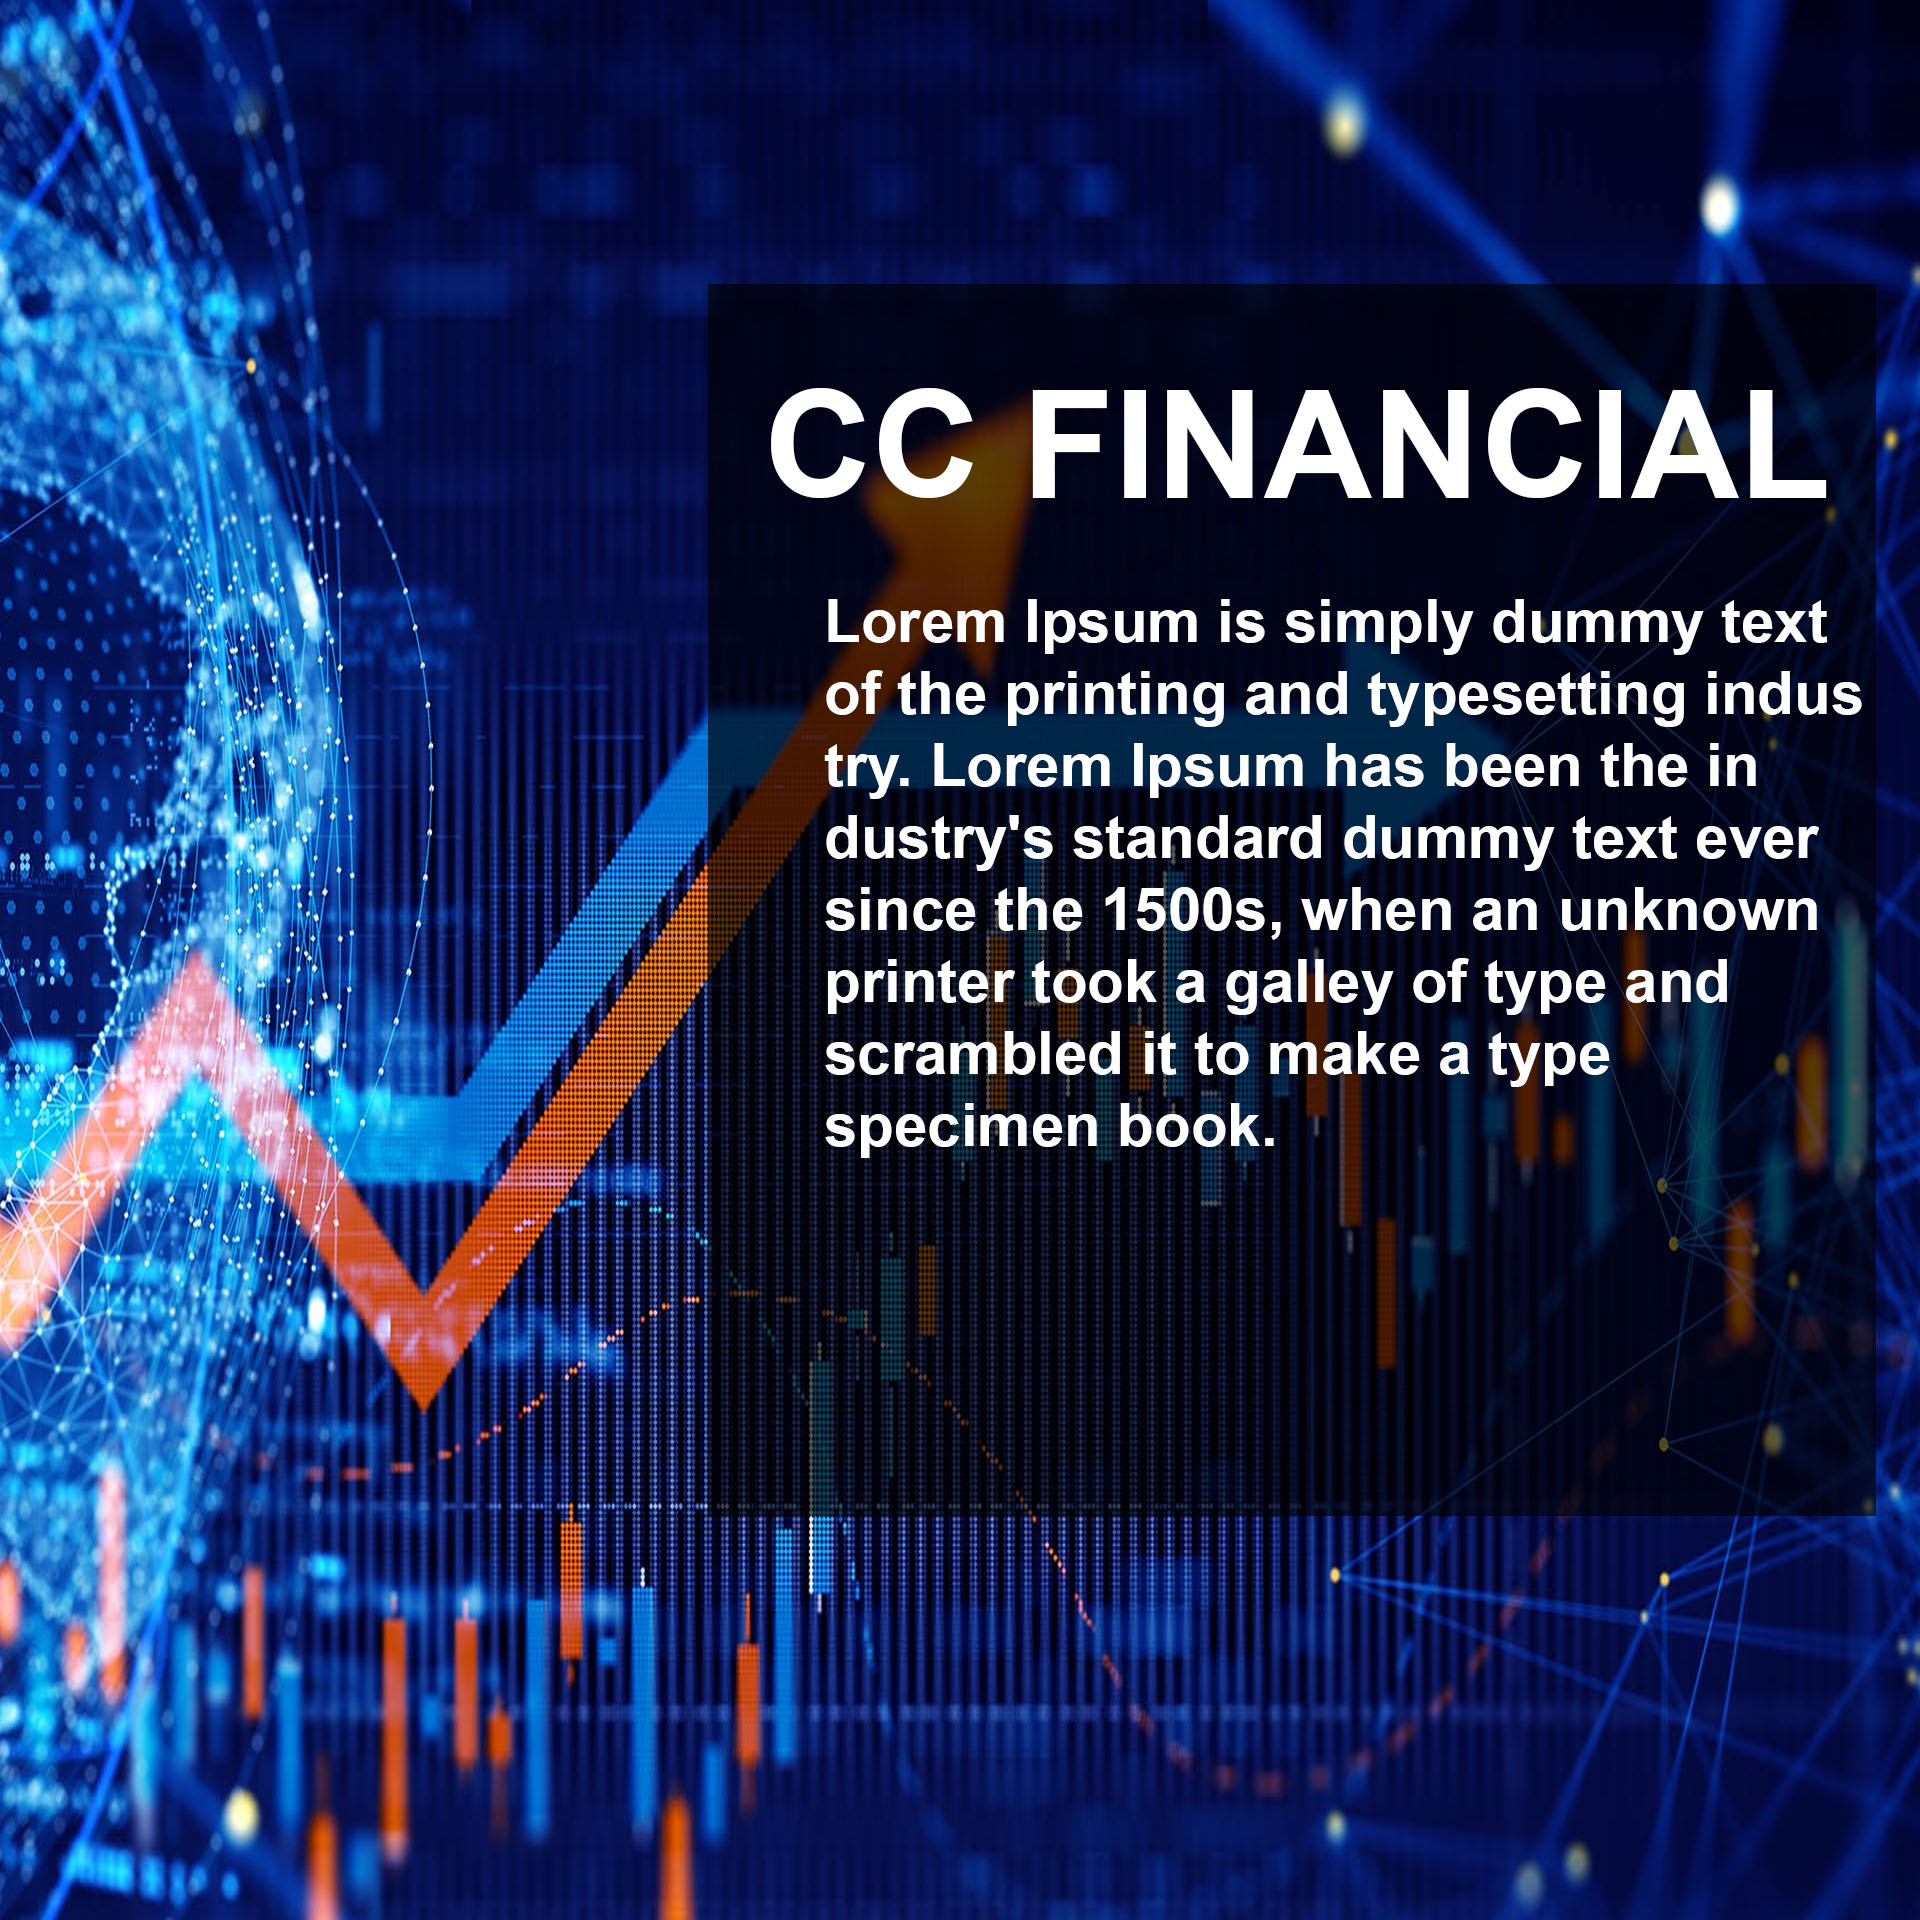 CC FINANCIAL
Lorem Ipsum is simply dummy text
of the printing and typesetting indus
try. Lorem Ipsum has been the in
dustry's standard dummy text ever
since the 1500s, when an unknown
printer took a galley of type and
scrambled it to make a type
specimen book.